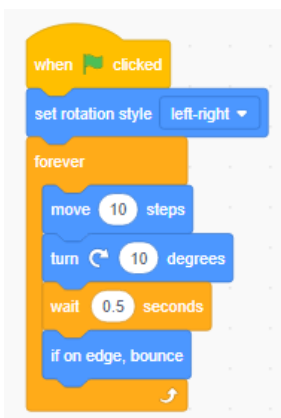 when clicked
set rotation style left-right
forever
move 10 steps
turn 10 degrees
wait 0.5 seconds
if on edge, bounce